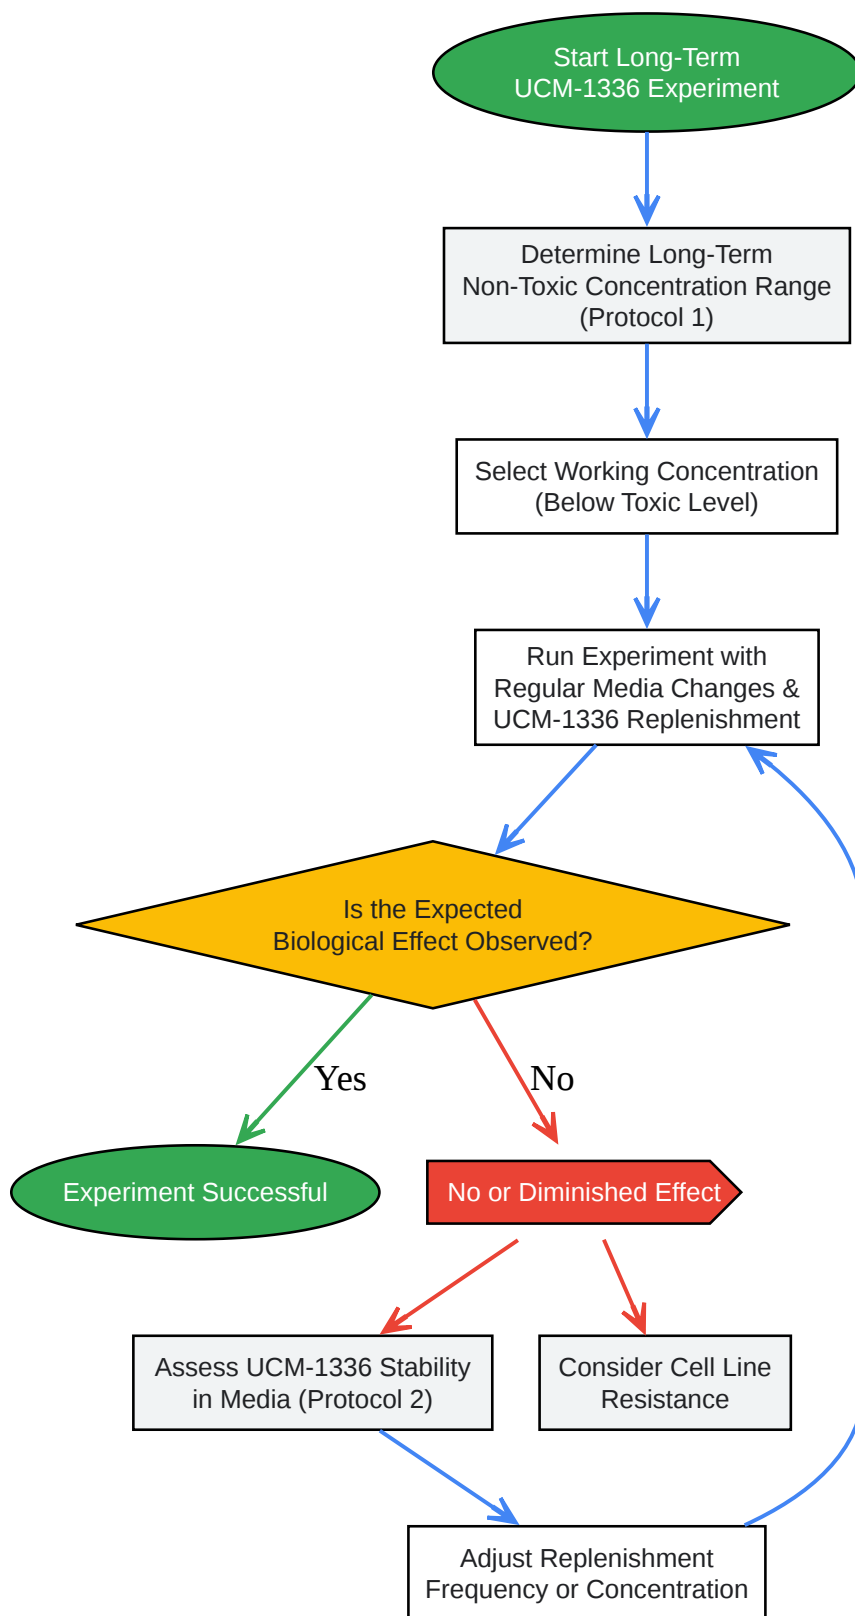 Start Long-Term
UCM-1336 Experiment
Determine Long-Term
Non-Toxic Concentration Range
(Protocol 1)
Select Working Concentration
(Below Toxic Level)
Run Experiment with
Regular Media Changes &
UCM-1336 Replenishment
Is the Expected
Biological Effect Observed?
Yes
No
Experiment Successful
No or Diminished Effect
Assess UCM-1336 Stability
in Media (Protocol 2)
Consider Cell Line
Resistance
Adjust Replenishment
Frequency or Concentration